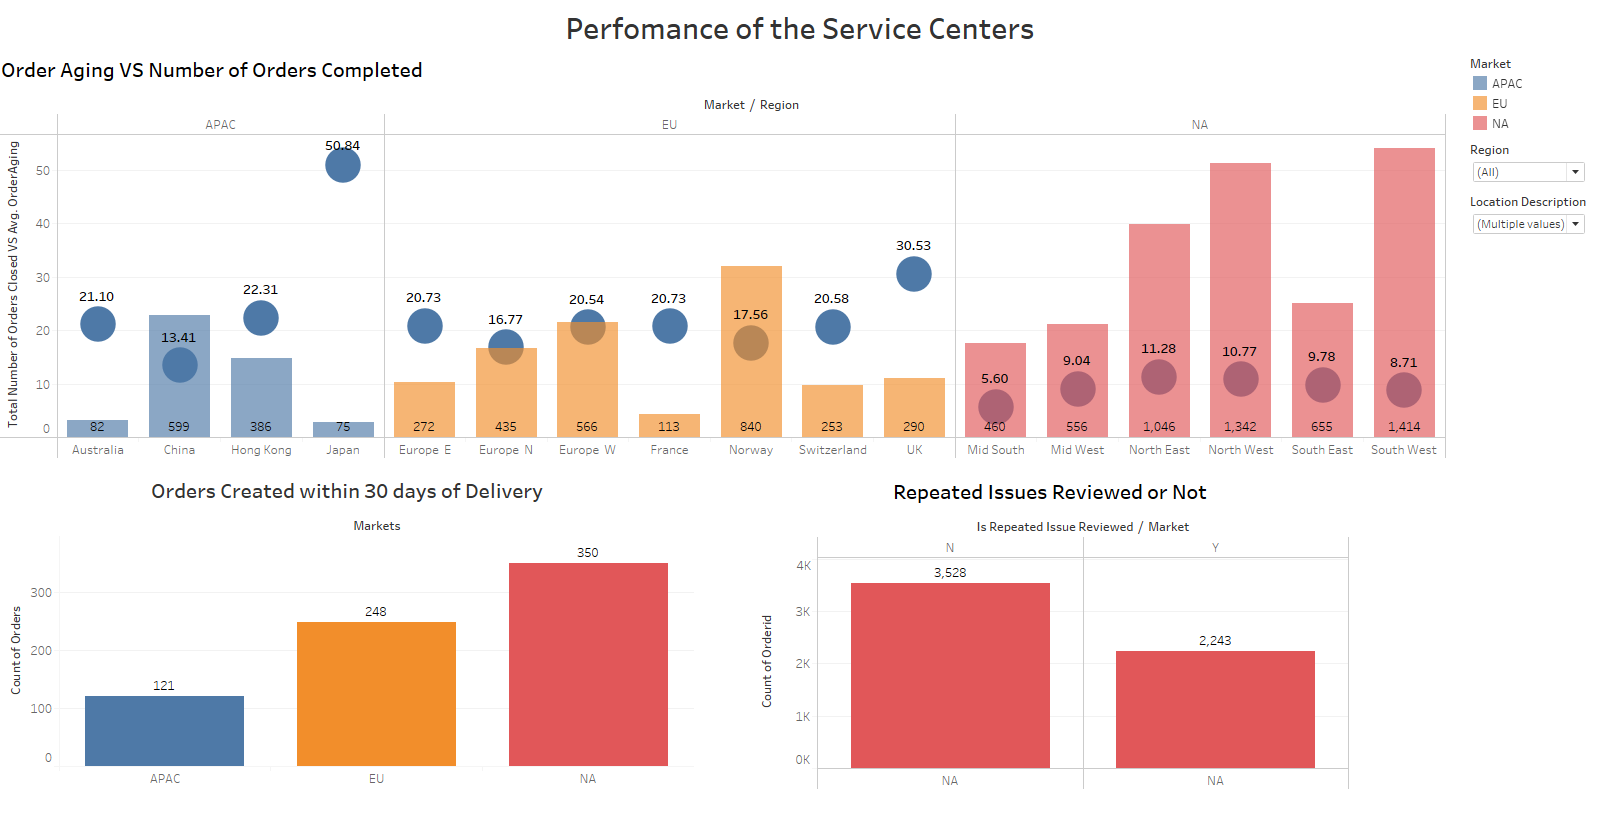 Perfomance of the Service Centers
Order Aging VS Number of Orders Completed
Market / Region
APAC EU NA
Total Number of Orders Closed VS Avg. OrderAging
50
40
30
20
10
0
21.10 13.41 22.31 50.84 20.73 16.77 20.54 20.73 17.56 20.58 30.53 5.60 9.04 11.28 10.77 9.78 8.71
82 599 386 75 272 435 566 113 840 253 290 460 556 1,046 1,342 655 1,414
Australia China Hong Kong Japan Europe E Europe N Europe W France Norway Switzerland UK Mid South Mid West North East North West South East South West
Market
APAC
EU
NA
Region
(All)
Location Description
(Multiple values)
Orders Created within 30 days of Delivery
Markets
Count of Orders
300
200
100
0
121 248 350
APAC EU NA
Repeated Issues Reviewed or Not
Is Repeated Issue Reviewed / Market
N Y
Count of Orderid
4K
3K
2K
1K
0K
3,528 2,243
NA NA